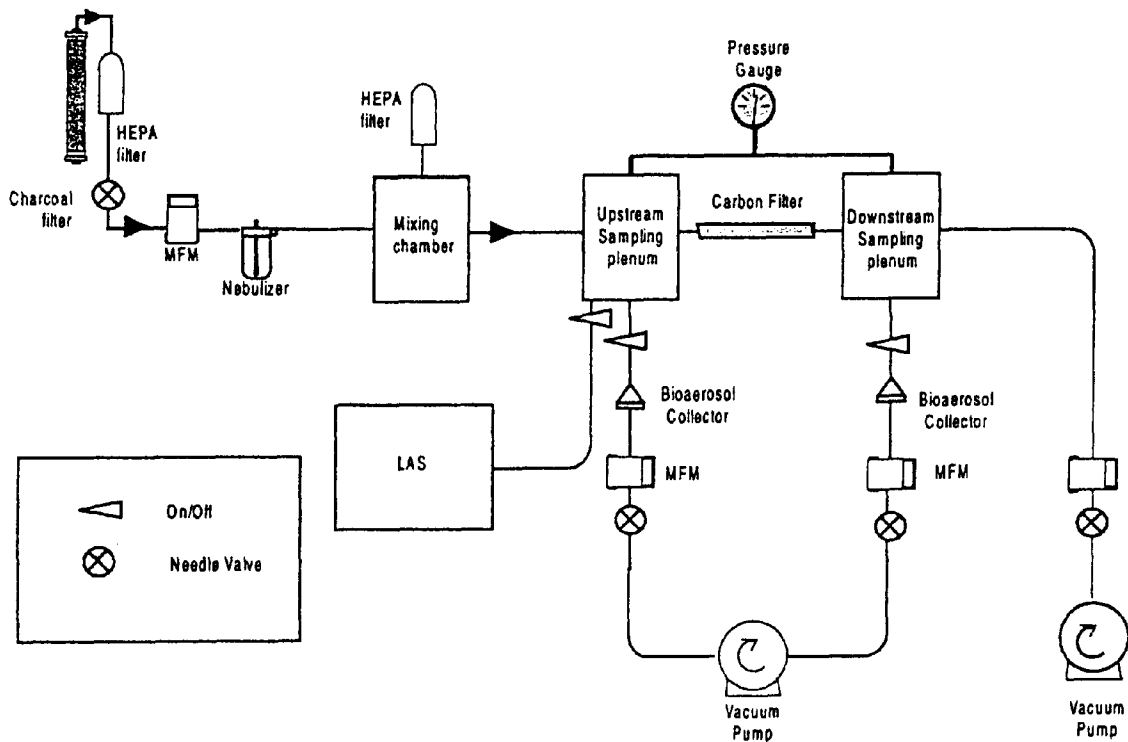 Pressure
Gauge
HEPA
filter
HEPA
filter
Charcoal
filter
MFM
Nebulizer
Mixing
chamber
Upstream
Sampling
plenum
Carbon Filter
Downstream
Sampling
plenum
Bioaerosol
Collector
Bioaerosol
Collector
LAS
MFM
MFM
On/Off
Needle Valve
Vacuum
Pump
Vacuum
Pump